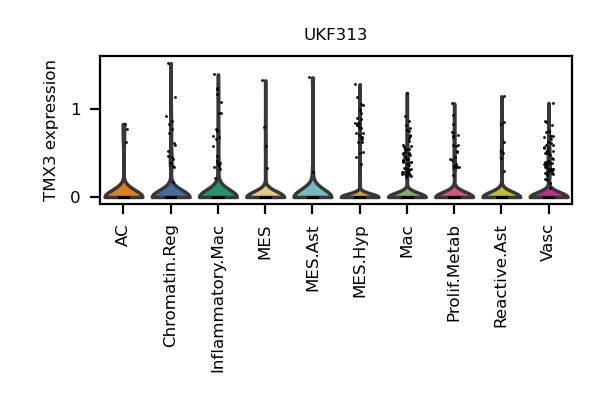 UKF313
TMX3 expression
1
0
AC
Chromatin.Reg
Inflammatory.Mac
MES
MES.Ast
MES.Hyp
Mac
Prolif.Metab
Reactive.Ast
Vasc